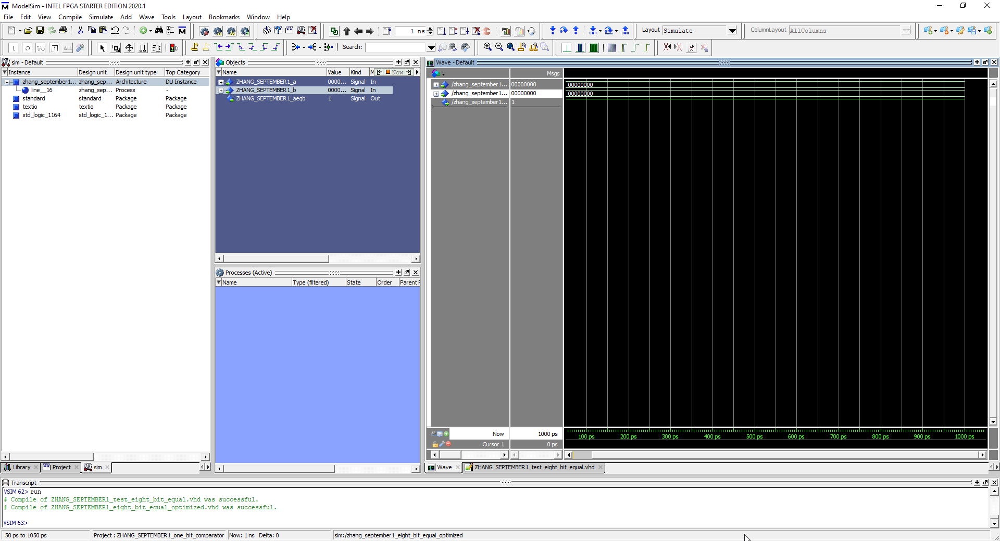 ModelSim - INTEL FPGA STARTER EDITION 2020.1
File Edit View Compile Simulate Add Wave Tools Layout Bookmarks Window Help
1 ns
Layout Simulate
ColumnLayout AllColumns
ALL
Search:
sim - Default
Instance Design unit Design unit type Top Category
zhang_september1... zhang_sep... Architecture DU Instance
line__16 zhang_sep... Process -
standard standard Package Package
textio textio Package Package
std_logic_1164 std_logic_1... Package Package
Library Project sim
Objects
Name Value Kind M Now
ZHANG_SEPTEMBER1_a 0000... Signal In
ZHANG_SEPTEMBER1_b 0000... Signal In
ZHANG_SEPTEMBER1_aeqb 1 Signal Out
Processes (Active)
Name Type (filtered) State Order Parent P
Wave - Default
Msgs
/zhang_september1... 00000000 00000000
/zhang_september1... 00000000 00000000
/zhang_september1... 1
Now 1000 ps
Cursor 1 0 ps
100 ps 200 ps 300 ps 400 ps 500 ps 600 ps 700 ps 800 ps 900 ps 1000 ps
Wave ZHANG_SEPTEMBER1_test_eight_bit_equal.vhd
Transcript
VSIM 62> run
# Compile of ZHANG_SEPTEMBER1_test_eight_bit_equal.vhd was successful.
# Compile of ZHANG_SEPTEMBER1_eight_bit_equal_optimized.vhd was successful.
VSIM 63>
50 ps to 1050 ps Project : ZHANG_SEPTEMBER1_one_bit_comparator Now: 1 ns Delta: 0 sim:/zhang_september1_eight_bit_equal_optimized